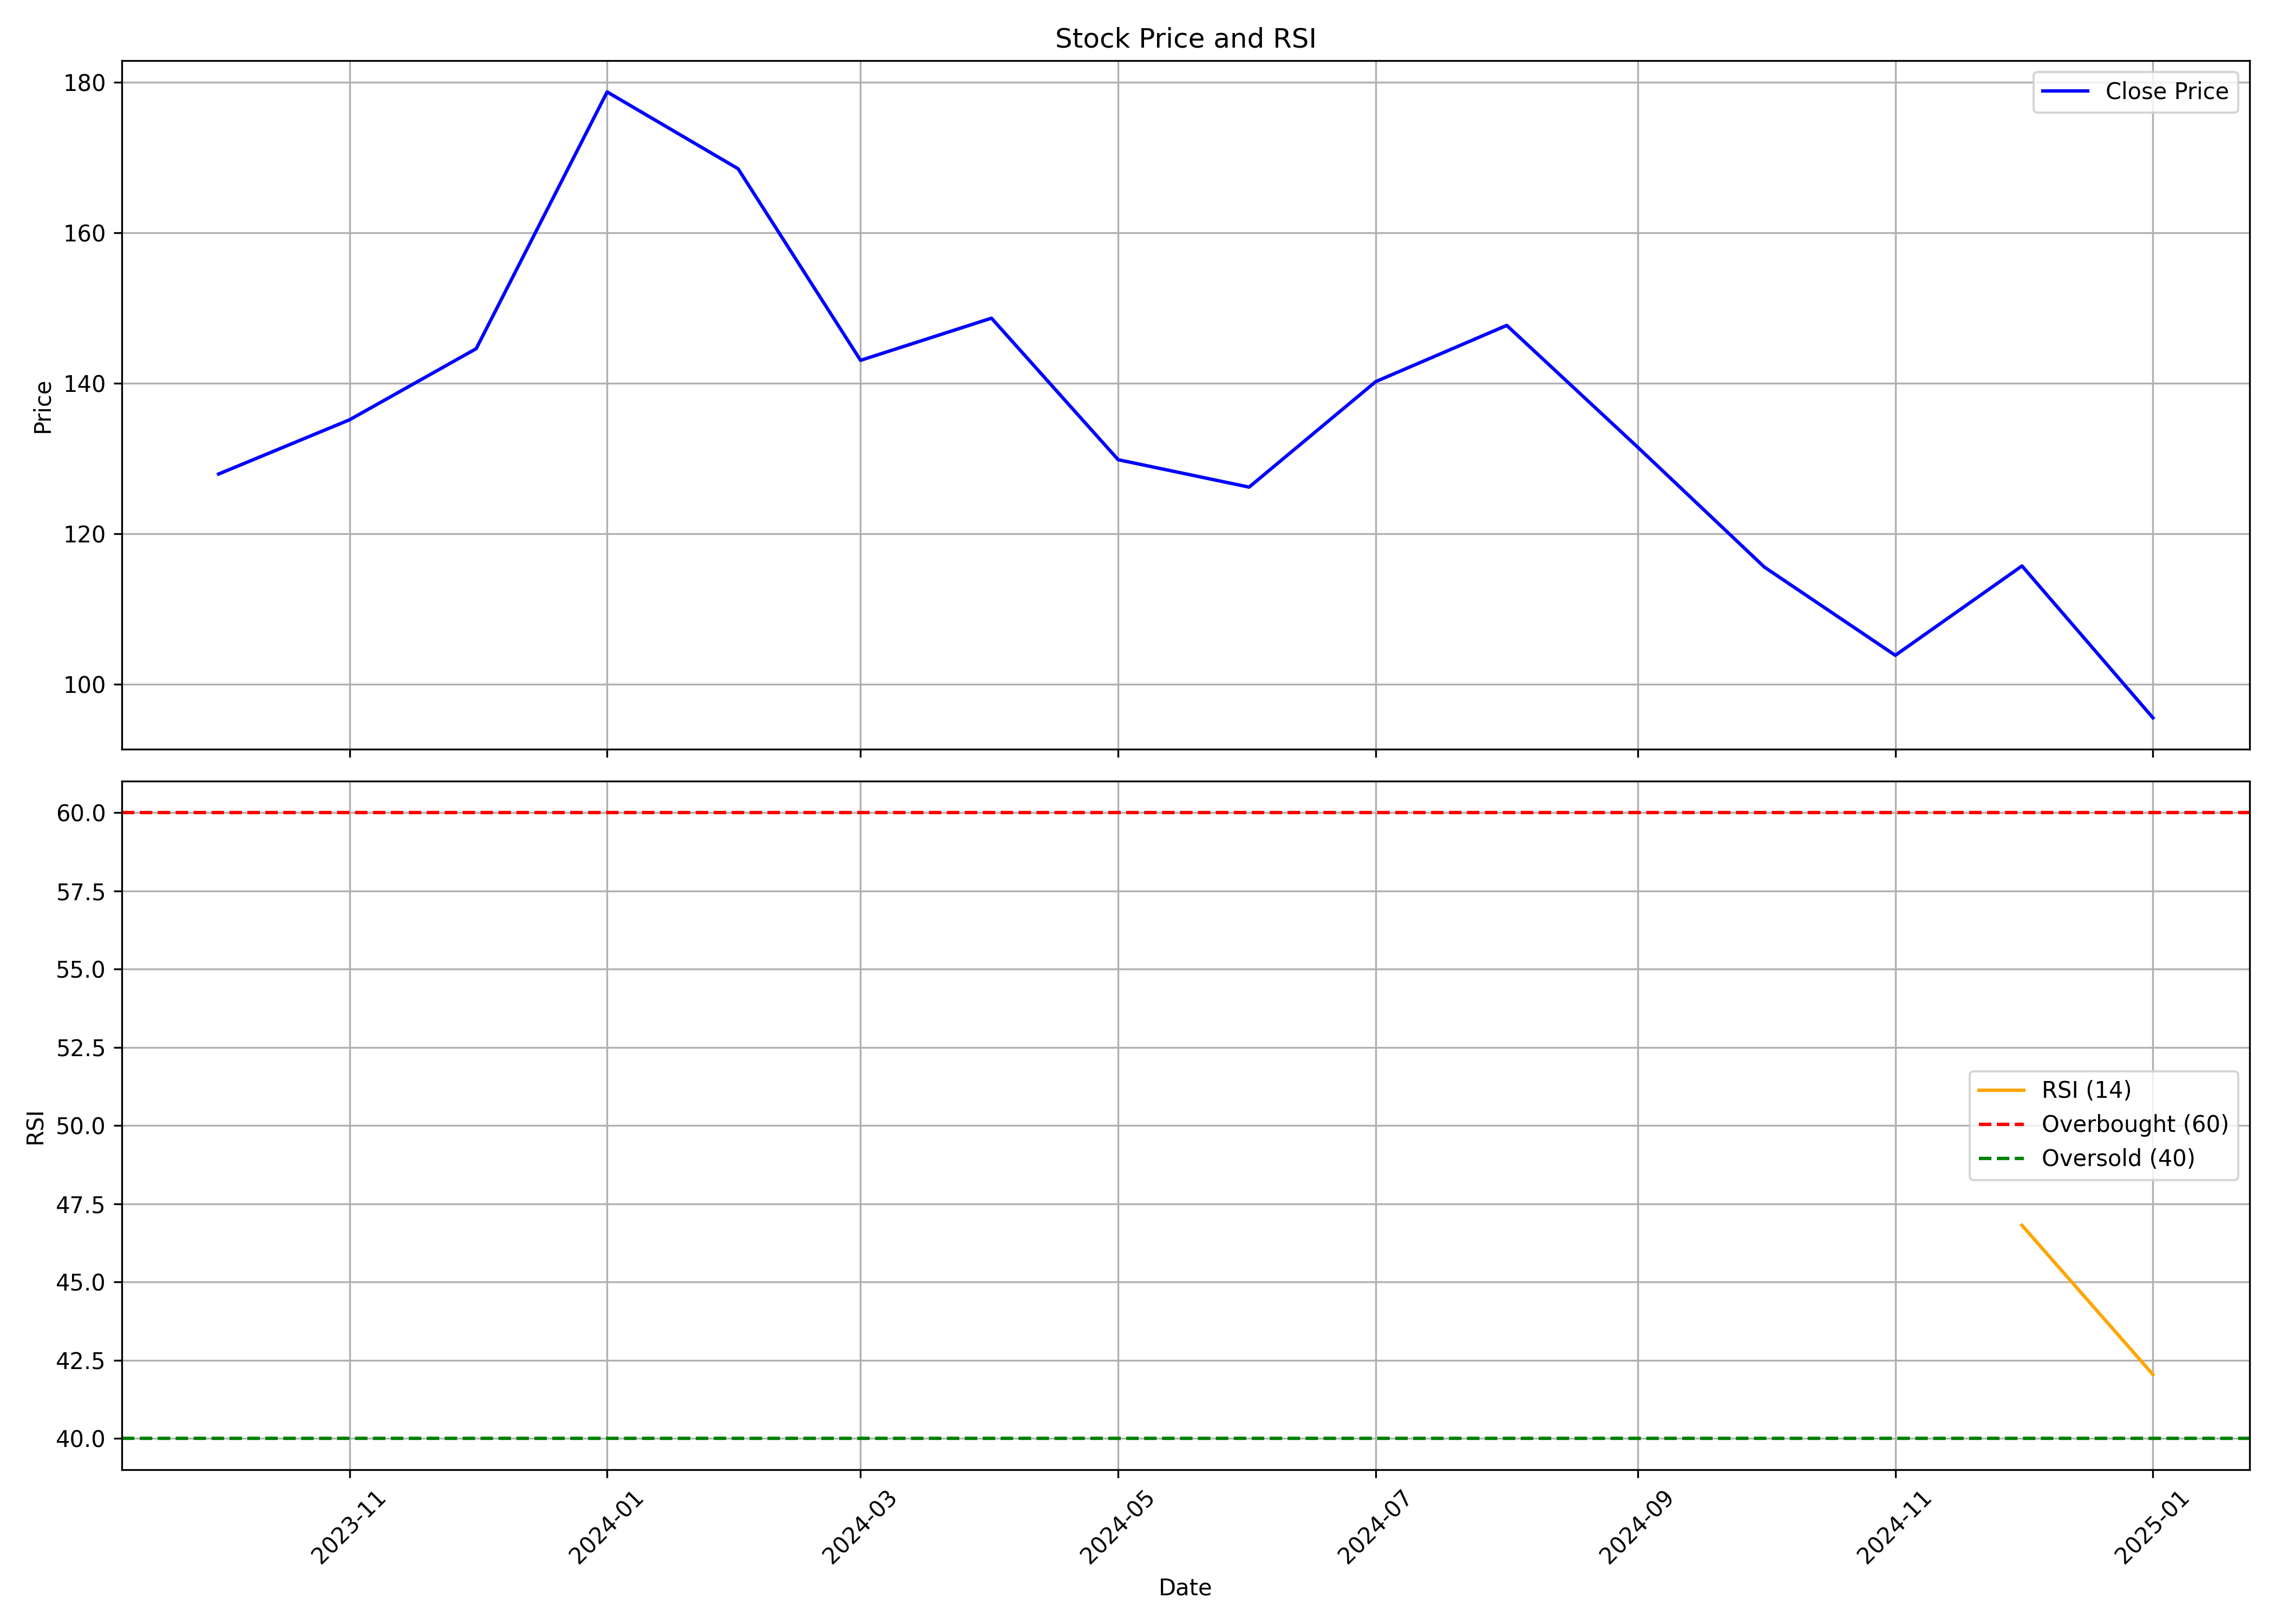 Stock Price and RSI
Close Price
180
160
140
120
100
Price
60.0
57.5
55.0
52.5
50.0
47.5
45.0
42.5
40.0
RSI
RSI (14)
Overbought (60)
Oversold (40)
2023-11
2024-01
2024-03
2024-05
2024-07
2024-09
2024-11
2025-01
Date